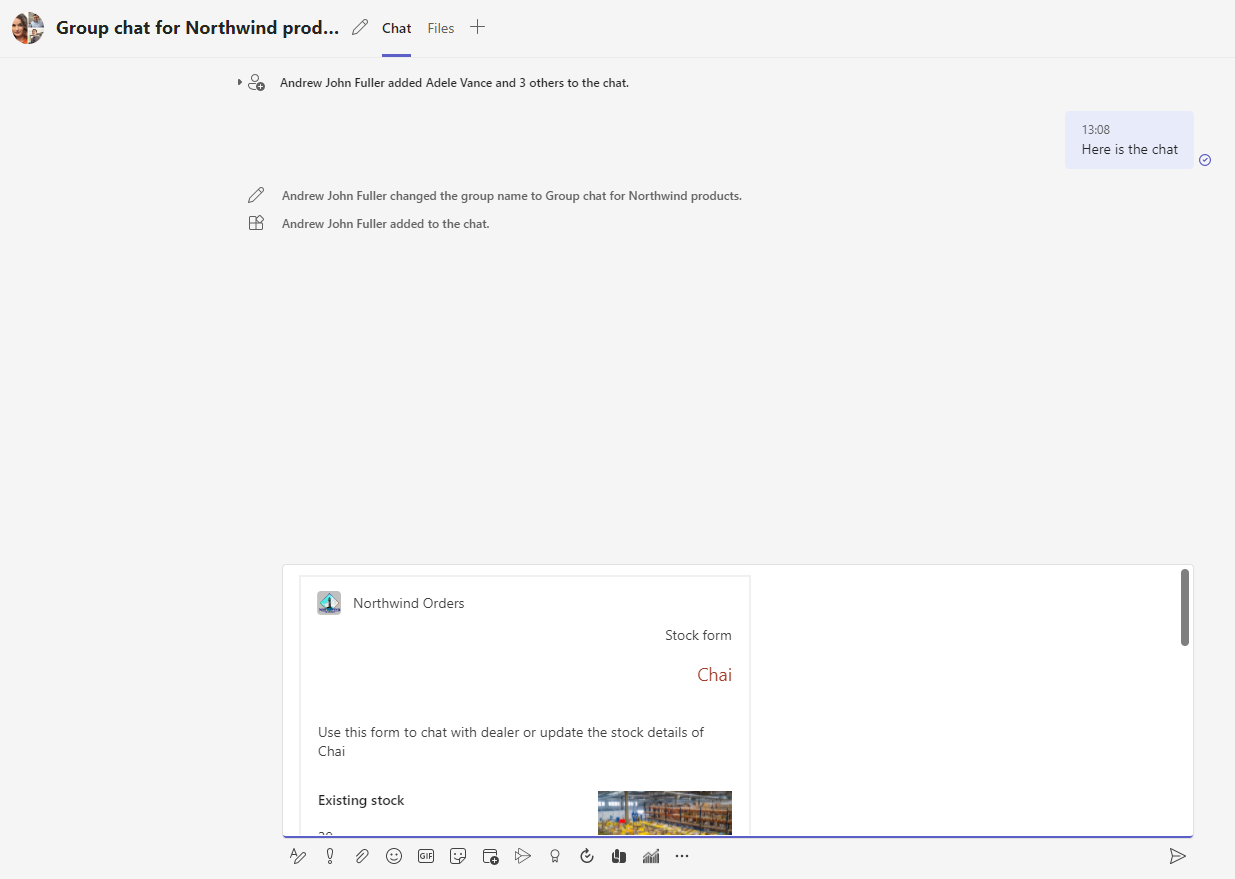 Group chat for Northwind prod...
Chat
Files
Andrew John Fuller added Adele Vance and 3 others to the chat.
13:08
Here is the chat
Andrew John Fuller changed the group name to Group chat for Northwind products.
Andrew John Fuller added to the chat.
Northwind Orders
Stock form
Chai
Use this form to chat with dealer or update the stock details of
Chai
Existing stock
GIF